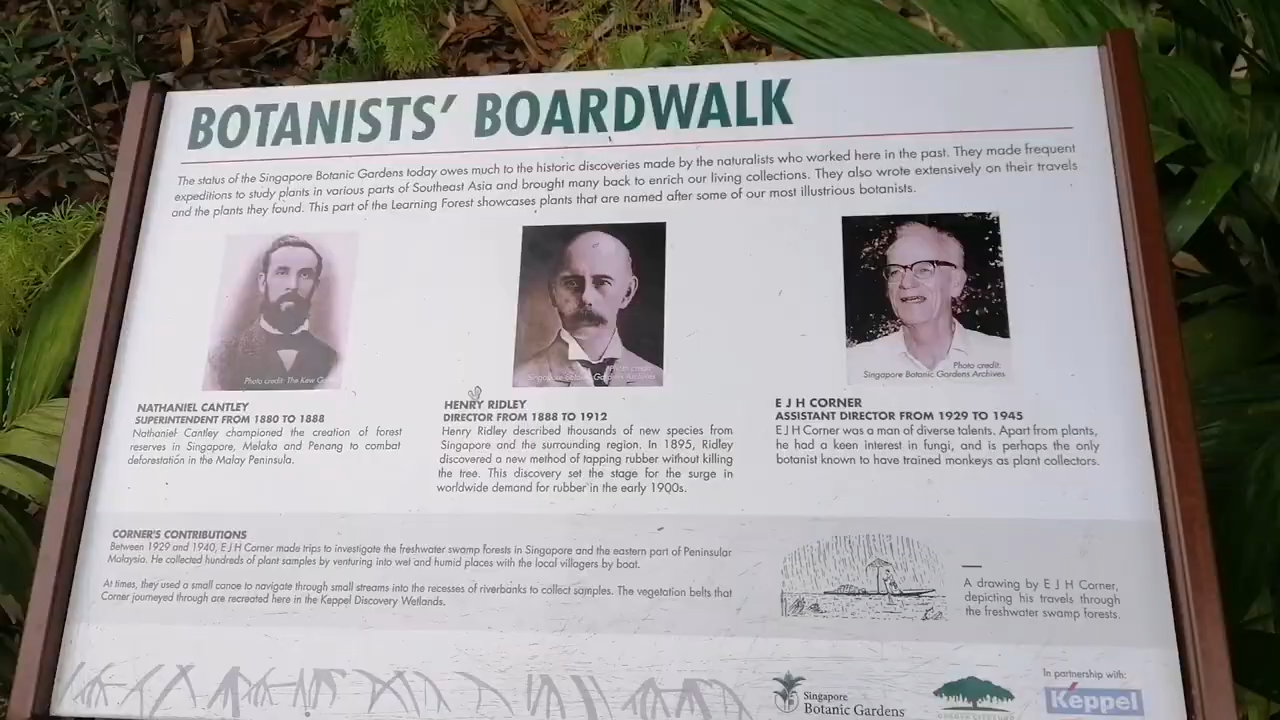 BOTANISTS' BOARDWALK
The status of the Singapore Botanic Gardens today owes much to the historic discoveries made by the naturalists who worked here in the past. They made frequent
expeditions to study plants in various parts of Southeast Asia and brought many back to enrich our living collections. They also wrote extensively on their travels
and the plants they found. This part of the Learning Forest showcases plants that are named after some of our most illustrious botanists.
Photo credit: The Kew
NATHANIEL CANTLEY
SUPERINTENDENT FROM 1880 TO 1888
Nathaniel Cantley championed the creation of forest
reserves in Singapore, Melaka and Penang to combat
deforestation in the Malay Peninsula.
Photo credit:
Singapore Botanic Gardens Archives
HENRY RIDLEY
DIRECTOR FROM 1888 TO 1912
Henry Ridley described thousands of new species from
Singapore and the surrounding region. In 1895, Ridley
discovered a new method of tapping rubber without killing
the tree. This discovery set the stage for the surge in
worldwide demand for rubber in the early 1900s.
Photo credit:
Singapore Botanic Gardens Archives
E J H CORNER
ASSISTANT DIRECTOR FROM 1929 TO 1945
E J H Corner was a man of diverse talents. Apart from plants,
he had a keen interest in fungi, and is perhaps the only
botanist known to have trained monkeys as plant collectors.
CORNER'S CONTRIBUTIONS
Between 1929 and 1940, E J H Corner made trips to investigate the freshwater swamp forests in Singapore and the eastern part of Peninsular
Malaysia. He collected hundreds of plant samples by venturing into wet and humid places with the local villagers by boat.
At times, they used a small canoe to navigate through small streams into the recesses of riverbanks to collect samples. The vegetation belts that
Corner journeyed through are recreated here in the Keppel Discovery Wetlands.
A drawing by E J H Corner,
depicting his travels through
the freshwater swamp forests.
Singapore
Botanic Gardens
In partnership with:
Keppel